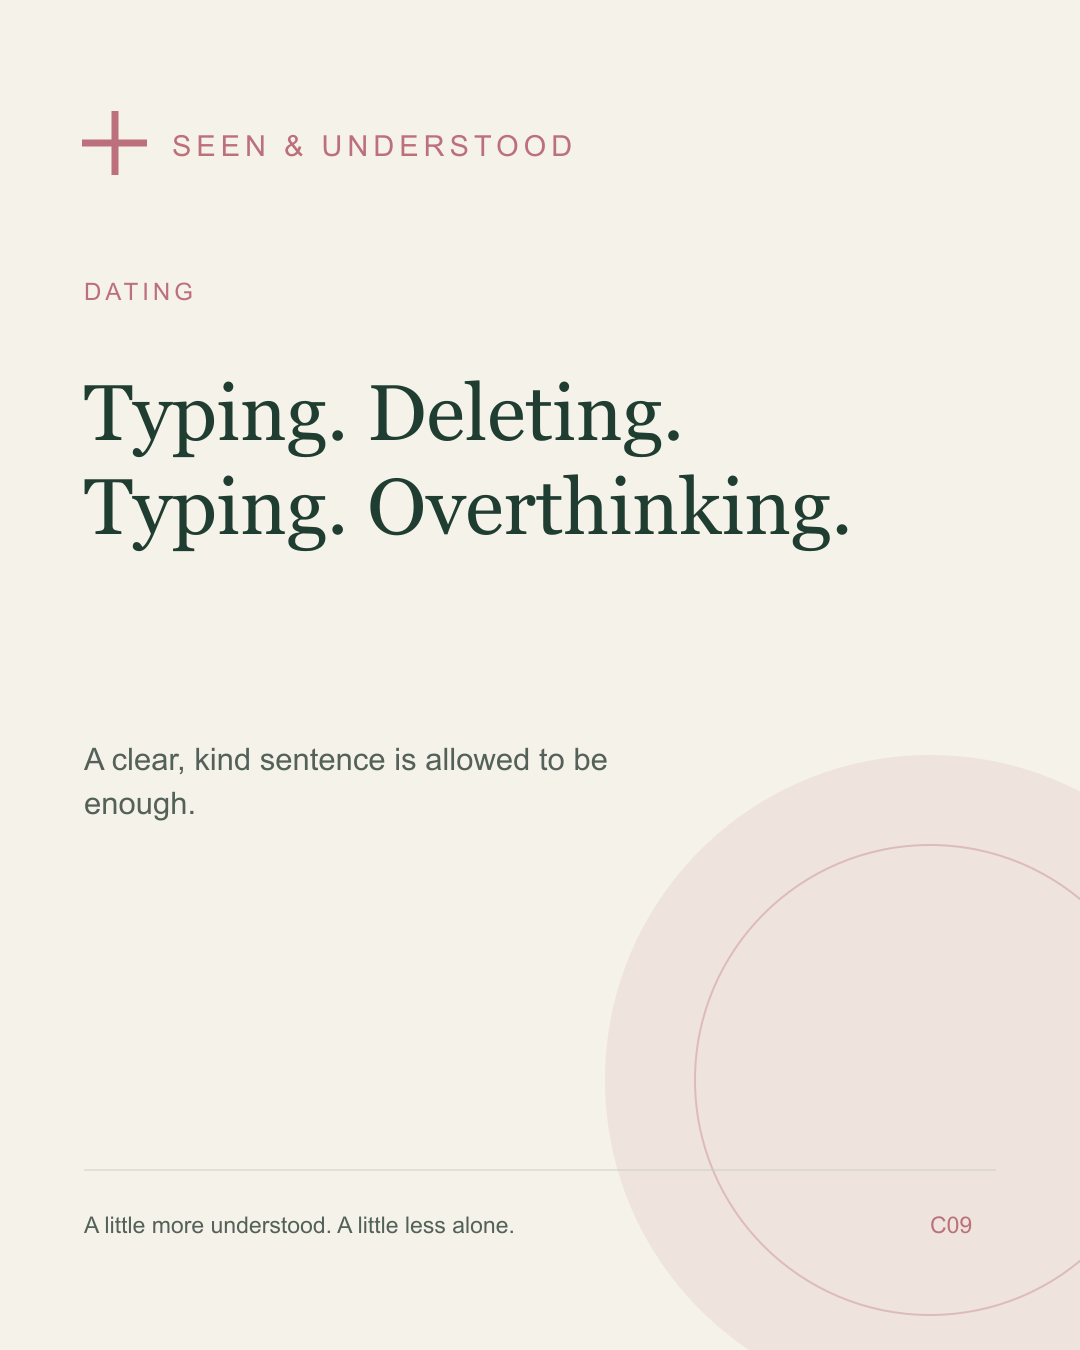 SEEN & UNDERSTOOD
DATING
Typing. Deleting.
Typing. Overthinking.
A clear, kind sentence is allowed to be
enough.
A little more understood. A little less alone.
C09